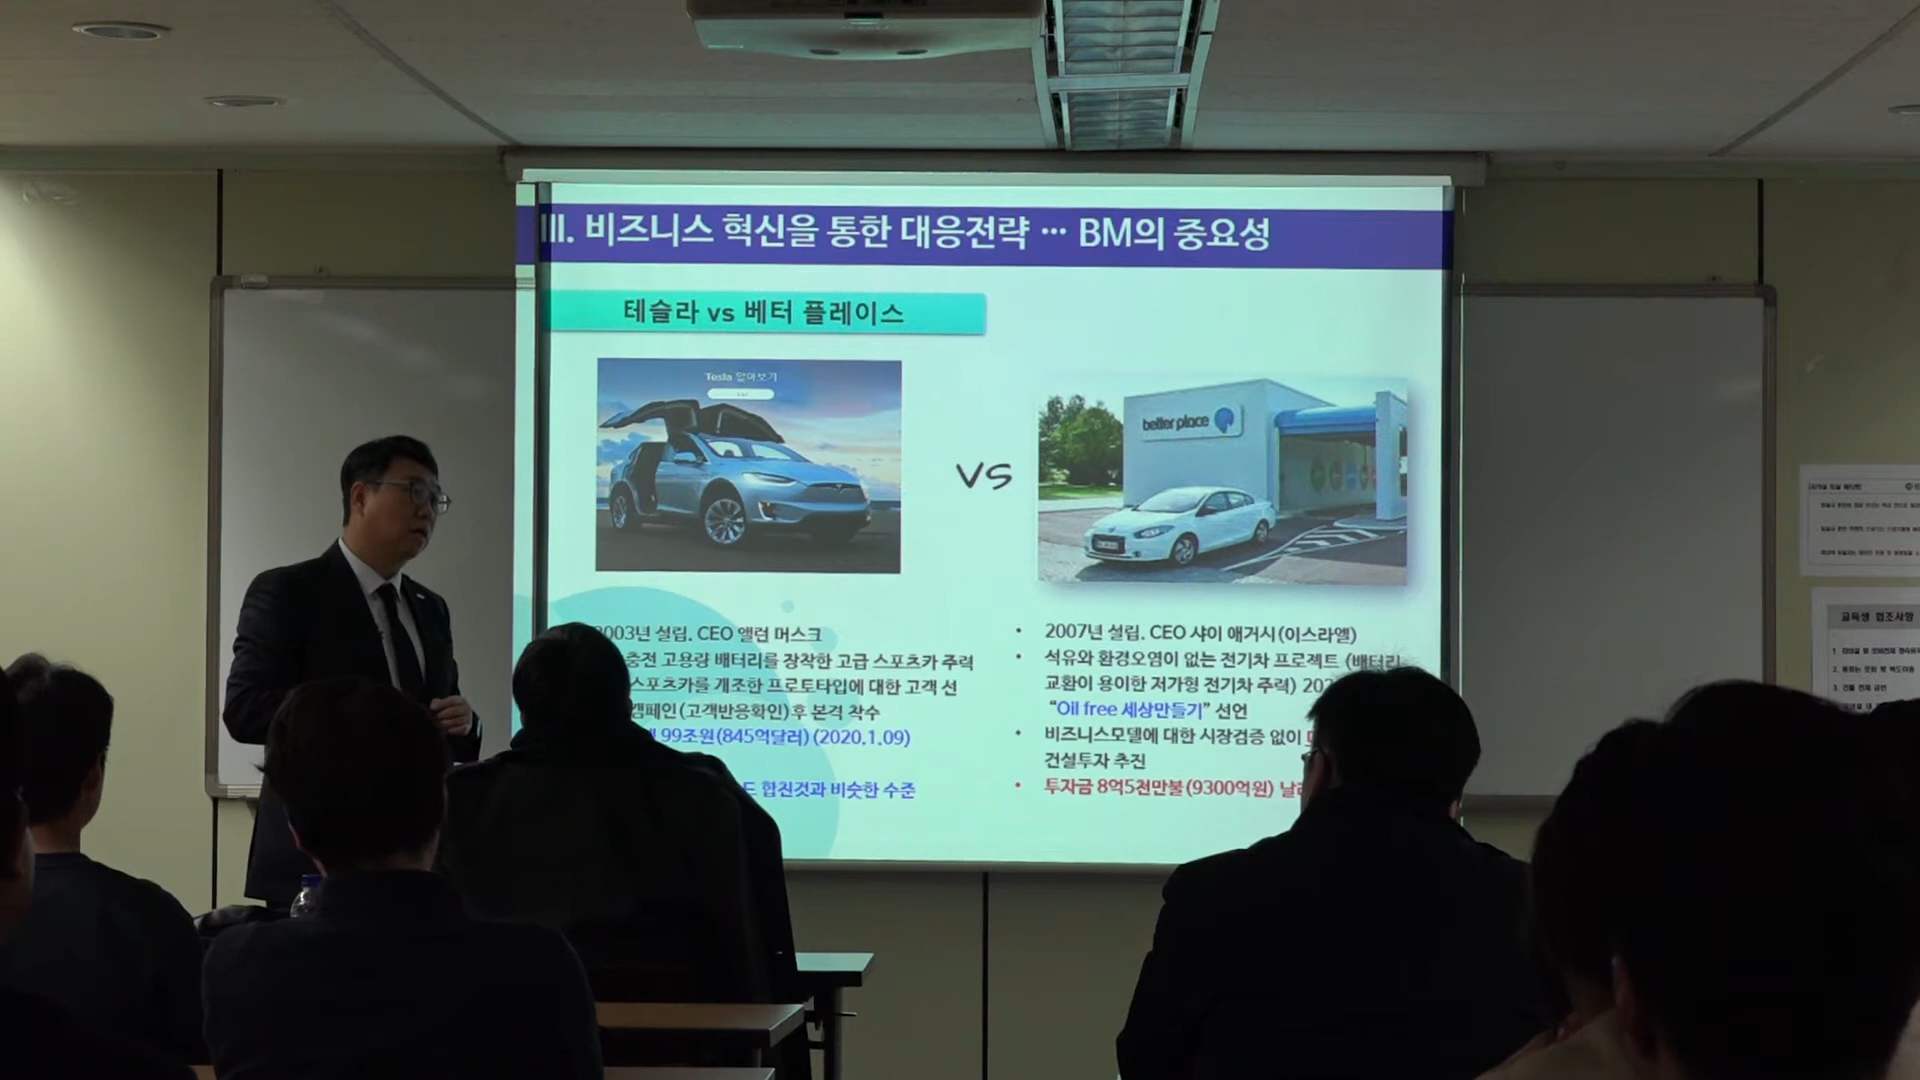 III. 비즈니스 혁신을 통한 대응전략 ··· BM의 중요성
테슬라 vs 베터 플레이스
Tesla 알아보기
better place
vs
2003년 설립. CEO 앨런 머스크
충전 고용량 배터리를 장착한 고급 스포츠카 주력
스포츠카를 개조한 프로토타입에 대한 고객 선
캠페인(고객반응확인)후 본격 착수
99조원(845억달러) (2020.1.09)
합친것과 비슷한 수준
• 2007년 설립. CEO 샤이 애거시(이스라엘)
• 석유와 환경오염이 없는 전기차 프로젝트 (배터리
교환이 용이한 저가형 전기차 주력)
“Oil free 세상만들기” 선언
• 비즈니스모델에 대한 시장검증 없이
건설투자 추진
• 투자금 8억5천만불(9300억원)
교육생 협조사항